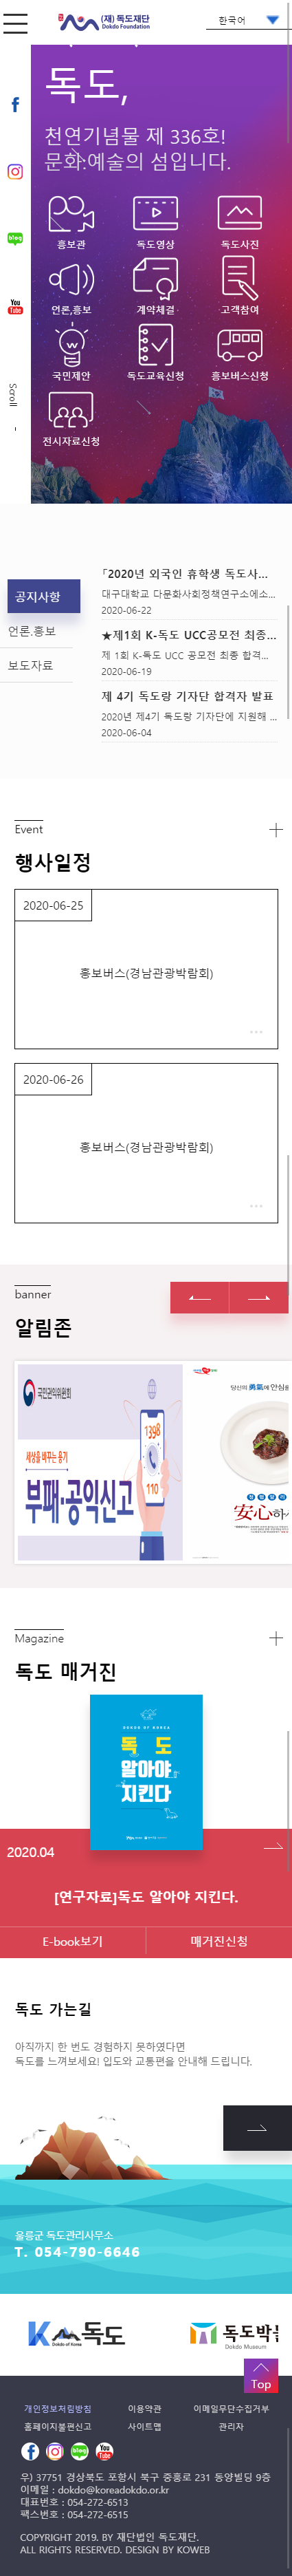 (재) 독도재단
Dokdo Foundation
한국어
독도,
천연기념물 제 336호!
문화.예술의 섬입니다.
blog
You Tube
Scroll
홍보관
독도영상
독도사진
언론,홍보
계약체결
고객참여
국민제안
독도교육신청
홍보버스신청
전시자료신청
공지사항
언론,홍보
보도자료
「2020년 외국인 휴학생 독도사...
대구대학교 다문화사회정책연구소에소...
2020-06-22
★제1회 K-독도 UCC공모전 최종...
제 1회 K-독도 UCC 공모전 최종 합격...
2020-06-19
제 4기 독도랑 기자단 합격자 발표
2020년 제4기 독도랑 기자단에 지원해 ...
2020-06-04
Event
행사일정
2020-06-25
홍보버스(경남관광박람회)
...
2020-06-26
홍보버스(경남관광박람회)
...
banner
알림존
국민권익위원회
세상을 바꾸는 용기
부패·공익신고
1398
110
당신의 勇氣에 안심을
安心하
Magazine
독도 매거진
DOKDO OF KOREA
독도
알아야
지킨다
2020.04
[연구자료]독도 알아야 지킨다.
E-book보기
매거진신청
독도 가는길
아직까지 한 번도 경험하지 못하였다면
독도를 느껴보세요! 입도와 교통편을 안내해 드립니다.
울릉군 독도관리사무소
T. 054-790-6646
K 독도
Dokdo of Korea
독도박물
Dokdo Museum
Top
개인정보처리방침
이용약관
이메일무단수집거부
홈페이지불편신고
사이트맵
관리자
blog
You Tube
우) 37751 경상북도 포항시 북구 중흥로 231 동양빌딩 9층
이메일 : dokdo@koreadokdo.or.kr
대표번호 : 054-272-6513
팩스번호 : 054-272-6515
COPYRIGHT 2019. BY 재단법인 독도재단.
ALL RIGHTS RESERVED. DESIGN BY KOWEB